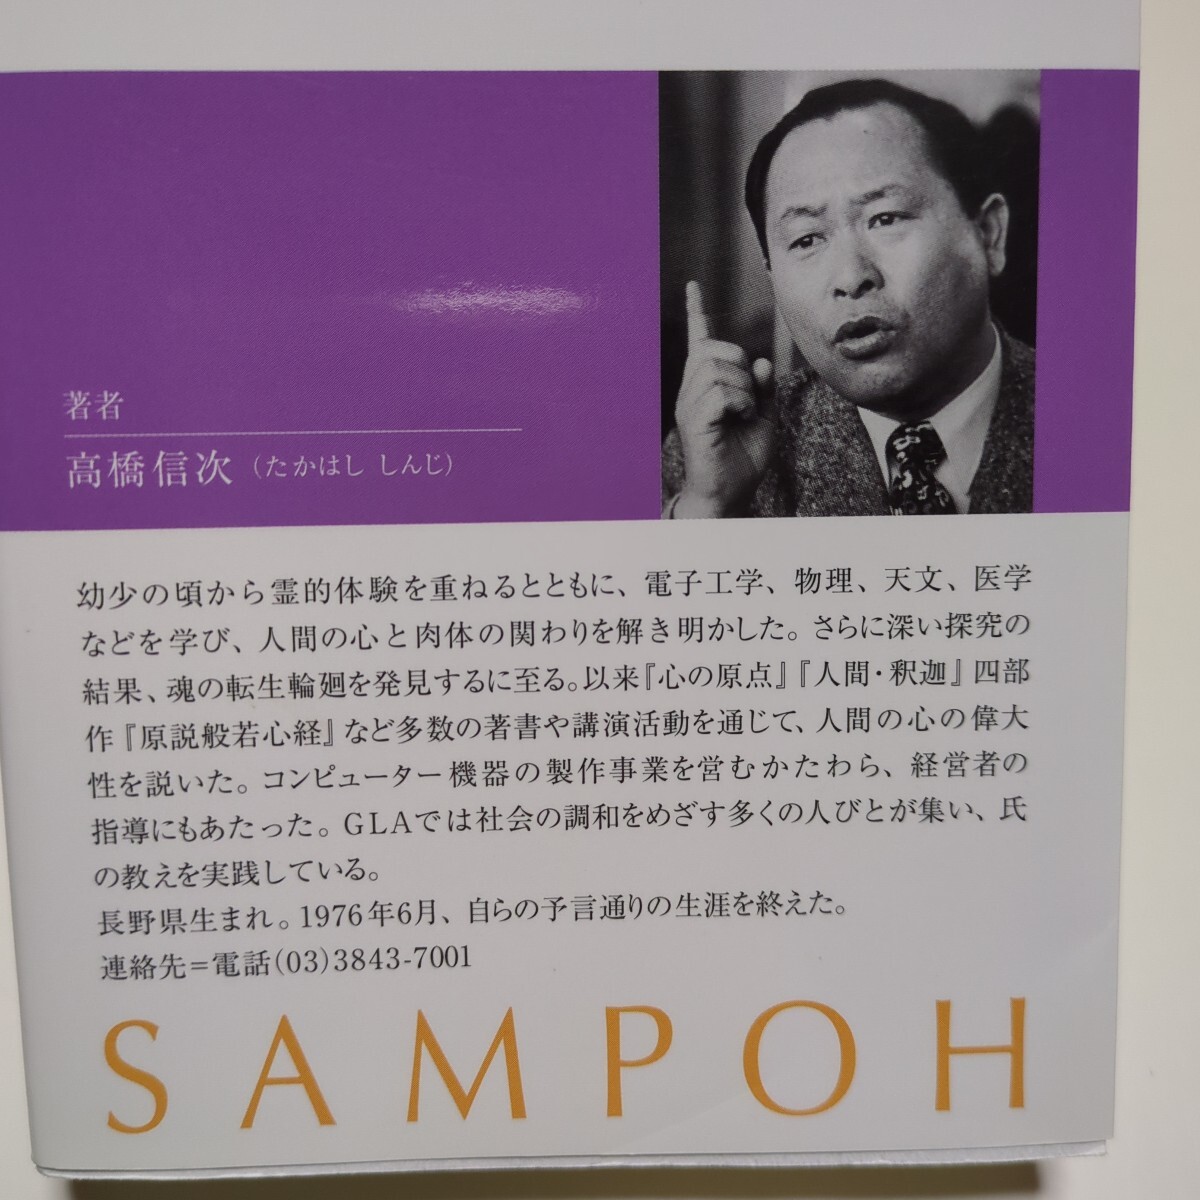 著者
高橋信次（たかはし しんじ）
幼少の頃から霊的体験を重ねるとともに、電子工学、物理、天文、医学
などを学び、人間の心と肉体の関わりを解き明かした。さらに深い探究の
結果、魂の転生輪廻を発見するに至る。以来『心の原点』『人間・釈迦』四部
作『原説般若心経』など多数の著書や講演活動を通じて、人間の心の偉大
性を説いた。コンピューター機器の製作事業を営むかたわら、経営者の
指導にもあたった。GLAでは社会の調和をめざす多くの人びとが集い、氏
の教えを実践している。
長野県生まれ。1976年6月、自らの予言通りの生涯を終えた。
連絡先＝電話(03)3843-7001
SAMPOH